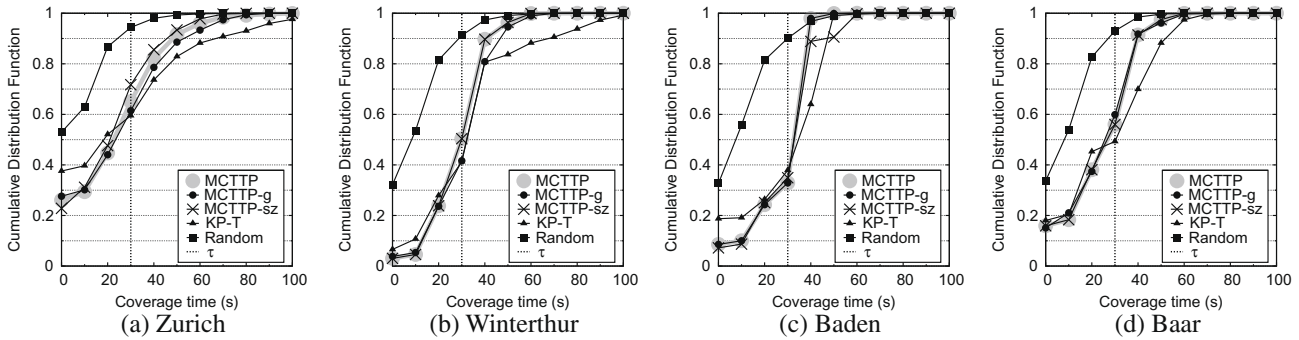 Cumulative Distribution Function
1
0.8
0.6
0.4
0.2
0
0 20 40 60 80 100
Coverage time (s)
MCTTP
MCTTP-g
MCTTP-sz
KP-T
Random
τ
(a) Zurich
Cumulative Distribution Function
1
0.8
0.6
0.4
0.2
0
0 20 40 60 80 100
Coverage time (s)
MCTTP
MCTTP-g
MCTTP-sz
KP-T
Random
τ
(b) Winterthur
Cumulative Distribution Function
1
0.8
0.6
0.4
0.2
0
0 20 40 60 80 100
Coverage time (s)
MCTTP
MCTTP-g
MCTTP-sz
KP-T
Random
τ
(c) Baden
Cumulative Distribution Function
1
0.8
0.6
0.4
0.2
0
0 20 40 60 80 100
Coverage time (s)
MCTTP
MCTTP-g
MCTTP-sz
KP-T
Random
τ
(d) Baar